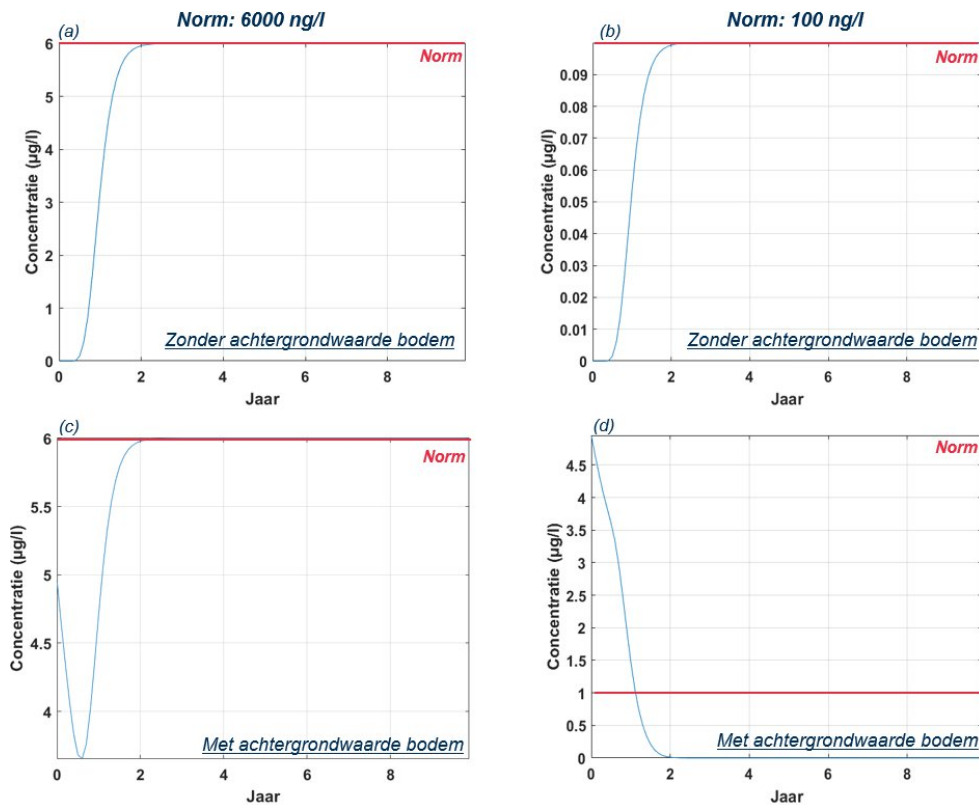 Norm: 6000 ng/l
(a)
6
Norm
5
4
3
2
1
0
Concentratie (µg/l)
Zonder achtergrondwaarde bodem
0 2 4 6 8
Jaar
Norm: 100 ng/l
(b)
Norm
0.09
0.08
0.07
0.06
0.05
0.04
0.03
0.02
0.01
0
Concentratie (µg/l)
Zonder achtergrondwaarde bodem
0 2 4 6 8
Jaar
(c)
6
Norm
5.5
5
4.5
4
Concentratie (µg/l)
Met achtergrondwaarde bodem
0 2 4 6 8
Jaar
(d)
Norm
4.5
4
3.5
3
2.5
2
1.5
1
0.5
0
Concentratie (µg/l)
Met achtergrondwaarde bodem
0 2 4 6 8
Jaar